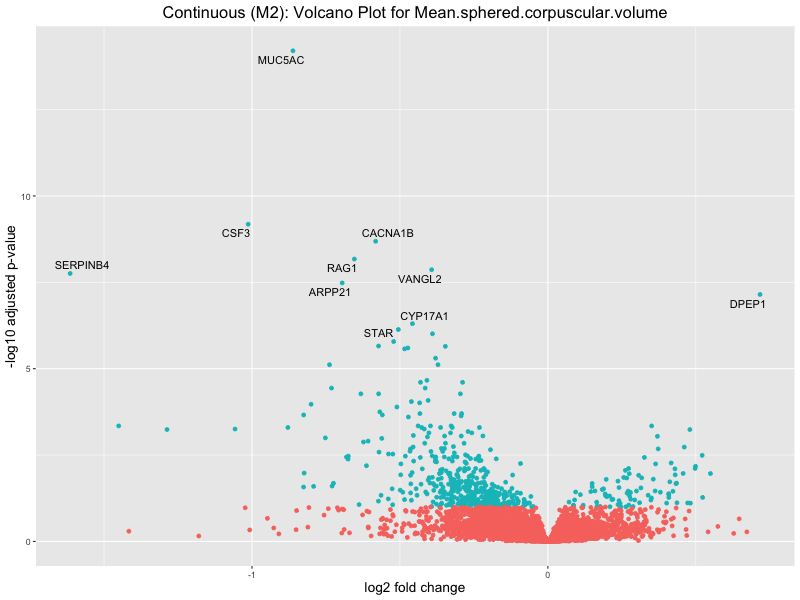 Continuous (M2): Volcano Plot for Mean.sphered.corpuscular.volume
MUC5AC
10
CSF3
CACNA1B
SERPINB4
RAG1
VANGL2
ARPP21
DPEP1
CYP17A1
STAR
5
0
-1
0
-log10 adjusted p-value
log2 fold change